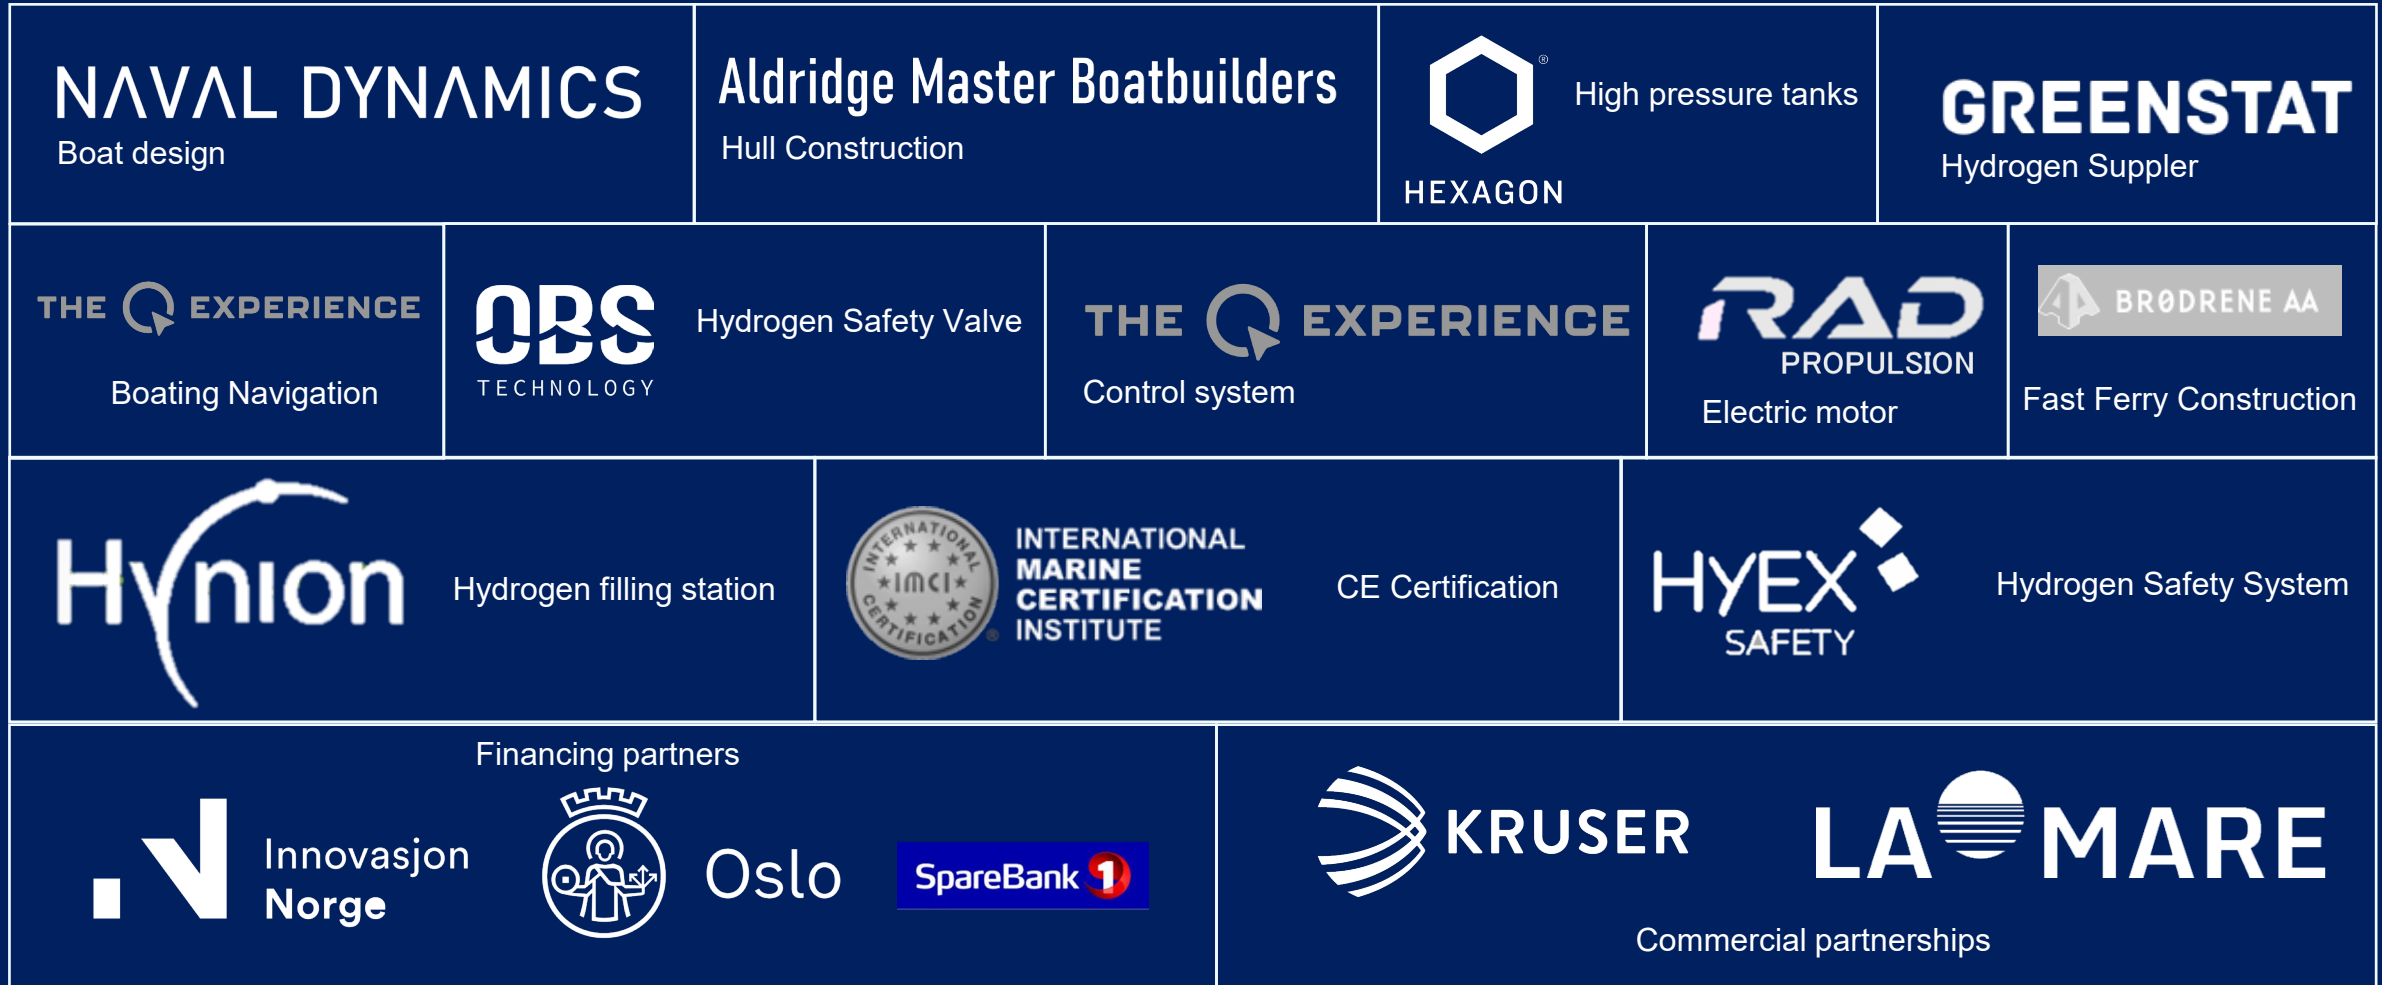 NAVAL DYNAMICS
Boat design
Aldridge Master Boatbuilders
Hull Construction
®
High pressure tanks
HEXAGON
GREENSTAT
Hydrogen Suppler
THE Q EXPERIENCE
Boating Navigation
OBS
TECHNOLOGY
Hydrogen Safety Valve
THE Q EXPERIENCE
Control system
RAD
PROPULSION
Electric motor
BRØDRENE AA
Fast Ferry Construction
Hynion
Hydrogen filling station
INTERNATIONAL
IMCI
CERTIFICATION
®
INTERNATIONAL
MARINE
CERTIFICATION
INSTITUTE
CE Certification
HYEX
SAFETY
Hydrogen Safety System
Financing partners
Innovasjon
Norge
Oslo
SpareBank 1
KRUSER
LA MARE
Commercial partnerships